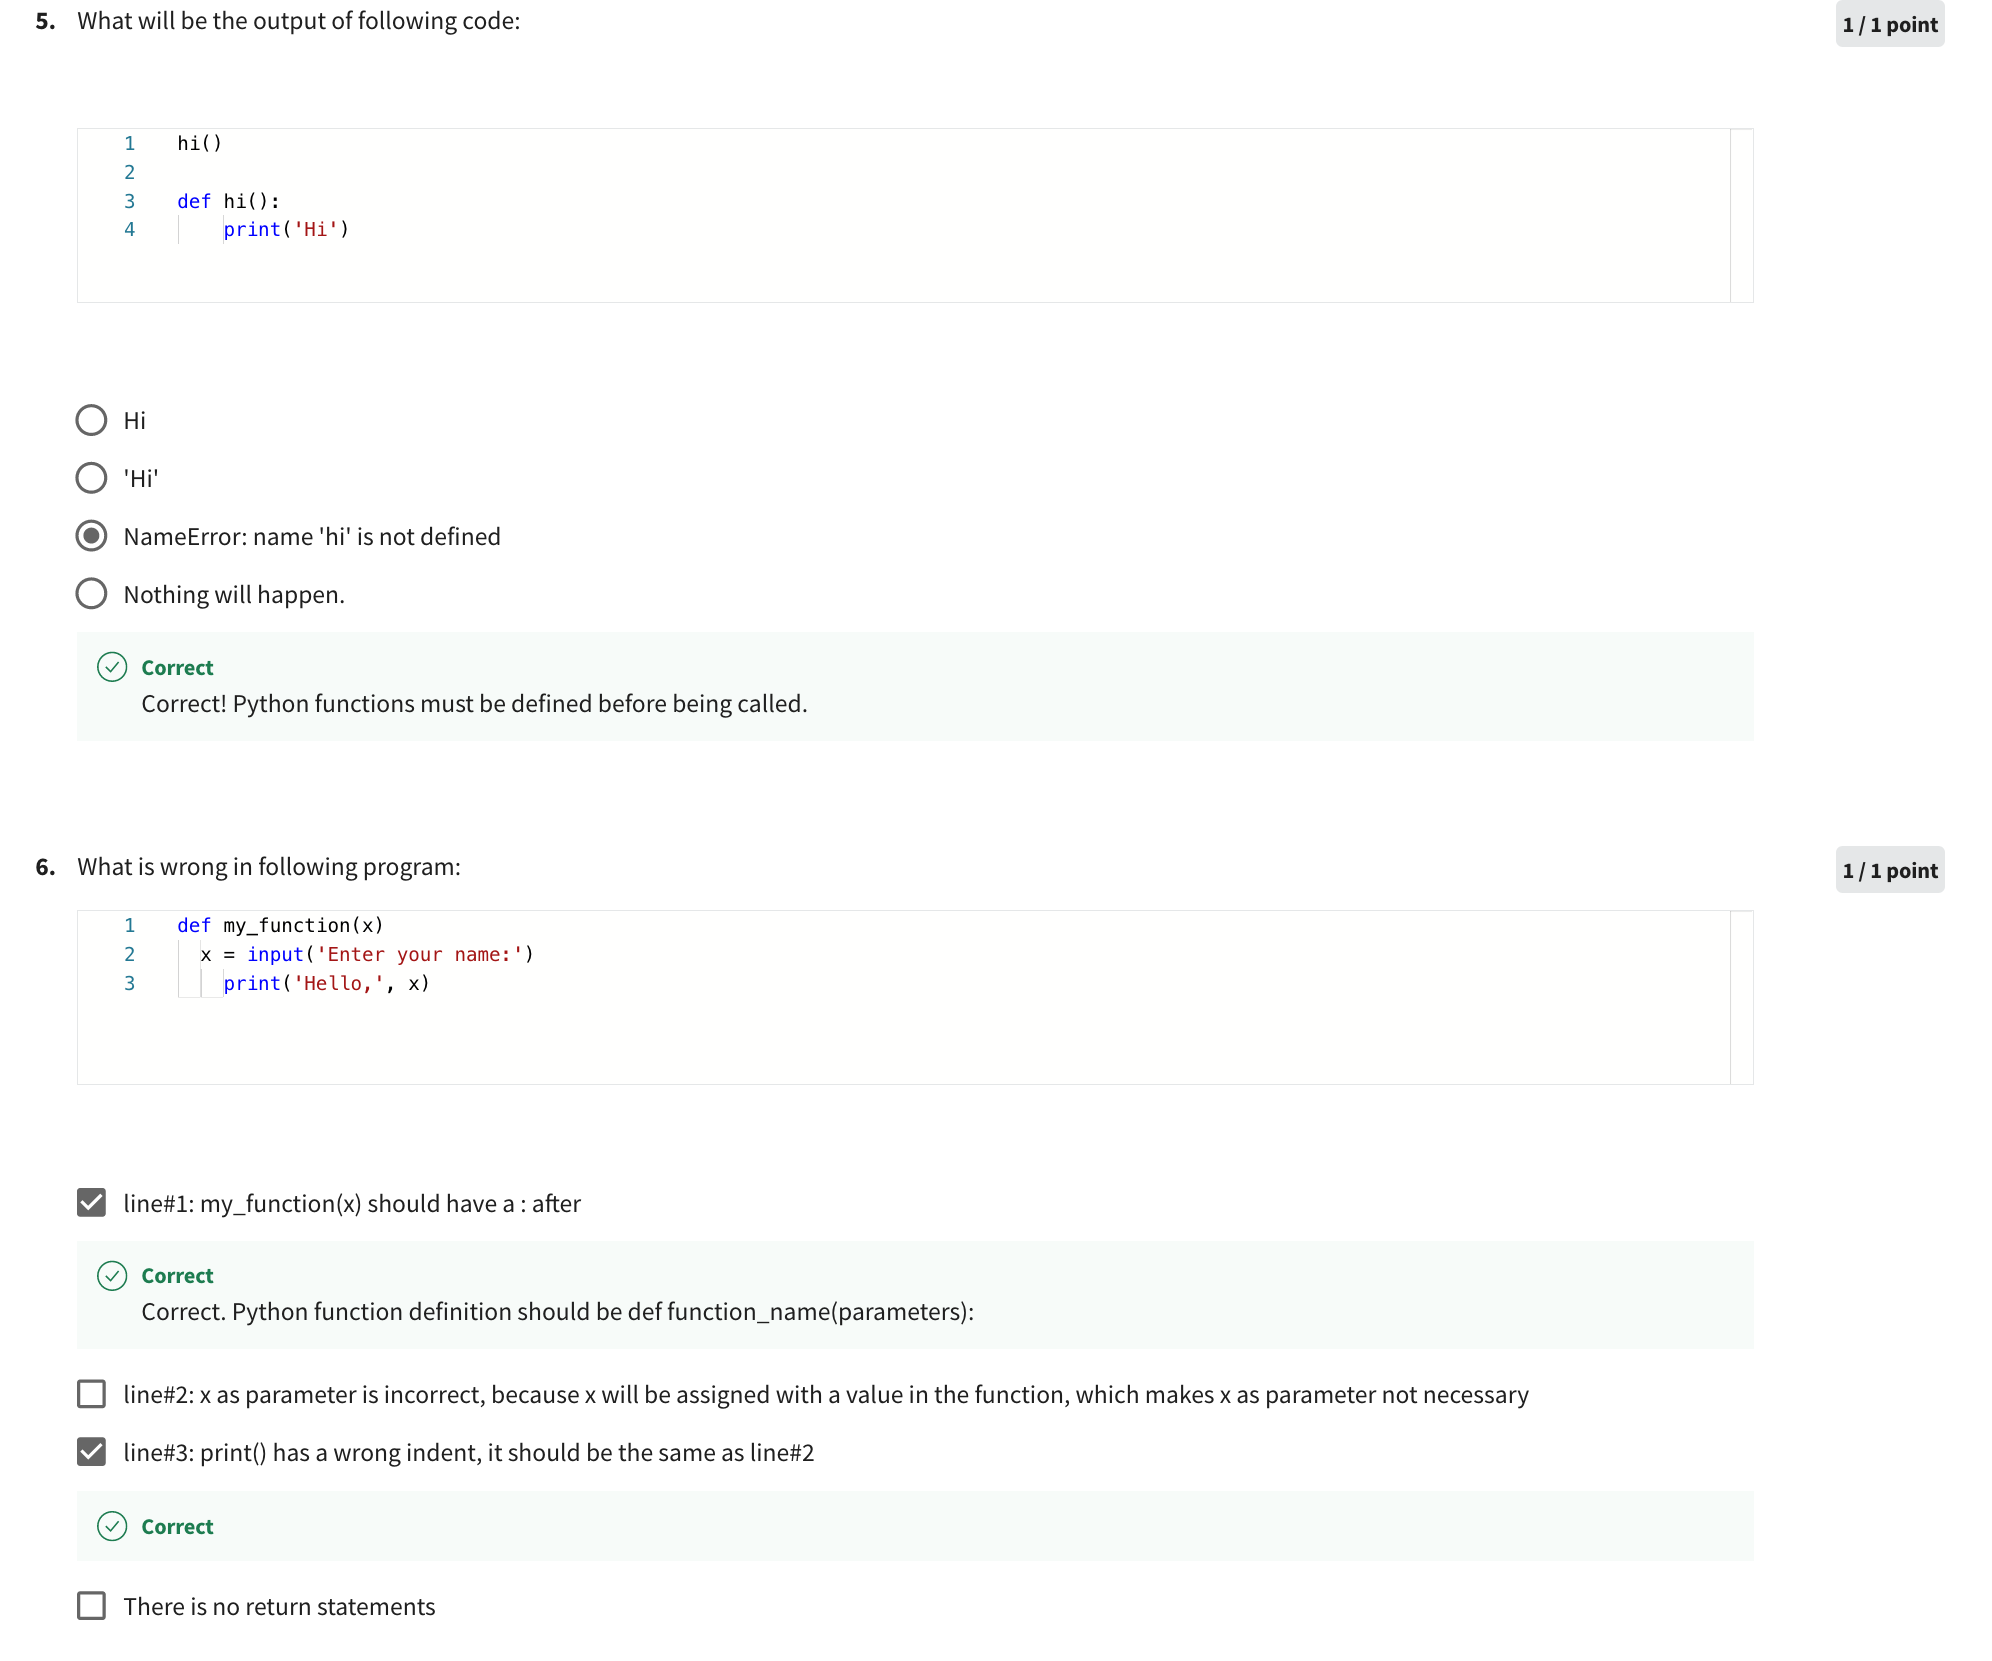 5. What will be the output of following code:
1 / 1 point
1 hi()
2
3 def hi():
4 print('Hi')
Hi
'Hi'
NameError: name 'hi' is not defined
Nothing will happen.
Correct
Correct! Python functions must be defined before being called.
6. What is wrong in following program:
1 / 1 point
1 def my_function(x)
2 x = input('Enter your name:')
3 print('Hello,', x)
line#1: my_function(x) should have a : after
Correct
Correct. Python function definition should be def function_name(parameters):
line#2: x as parameter is incorrect, because x will be assigned with a value in the function, which makes x as parameter not necessary
line#3: print() has a wrong indent, it should be the same as line#2
Correct
There is no return statements